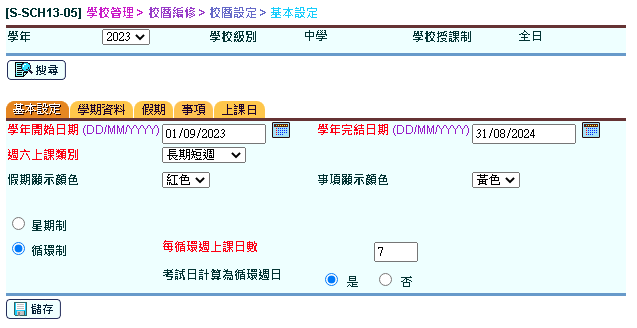 [S-SCH13-05] 學校管理 > 校曆編修 > 校曆設定 > 基本設定
學年 2023 學校級別 中學 學校授課制 全日
搜尋
基本設定 學期資料 假期 事項 上課日
學年開始日期 (DD/MM/YYYY) 01/09/2023 學年完結日期 (DD/MM/YYYY) 31/08/2024
週六上課類別 長期短週
假期顯示顏色 紅色 事項顯示顏色 黃色
星期制
循環制 每循環週上課日數 7
考試日計算為循環週日 是 否
儲存